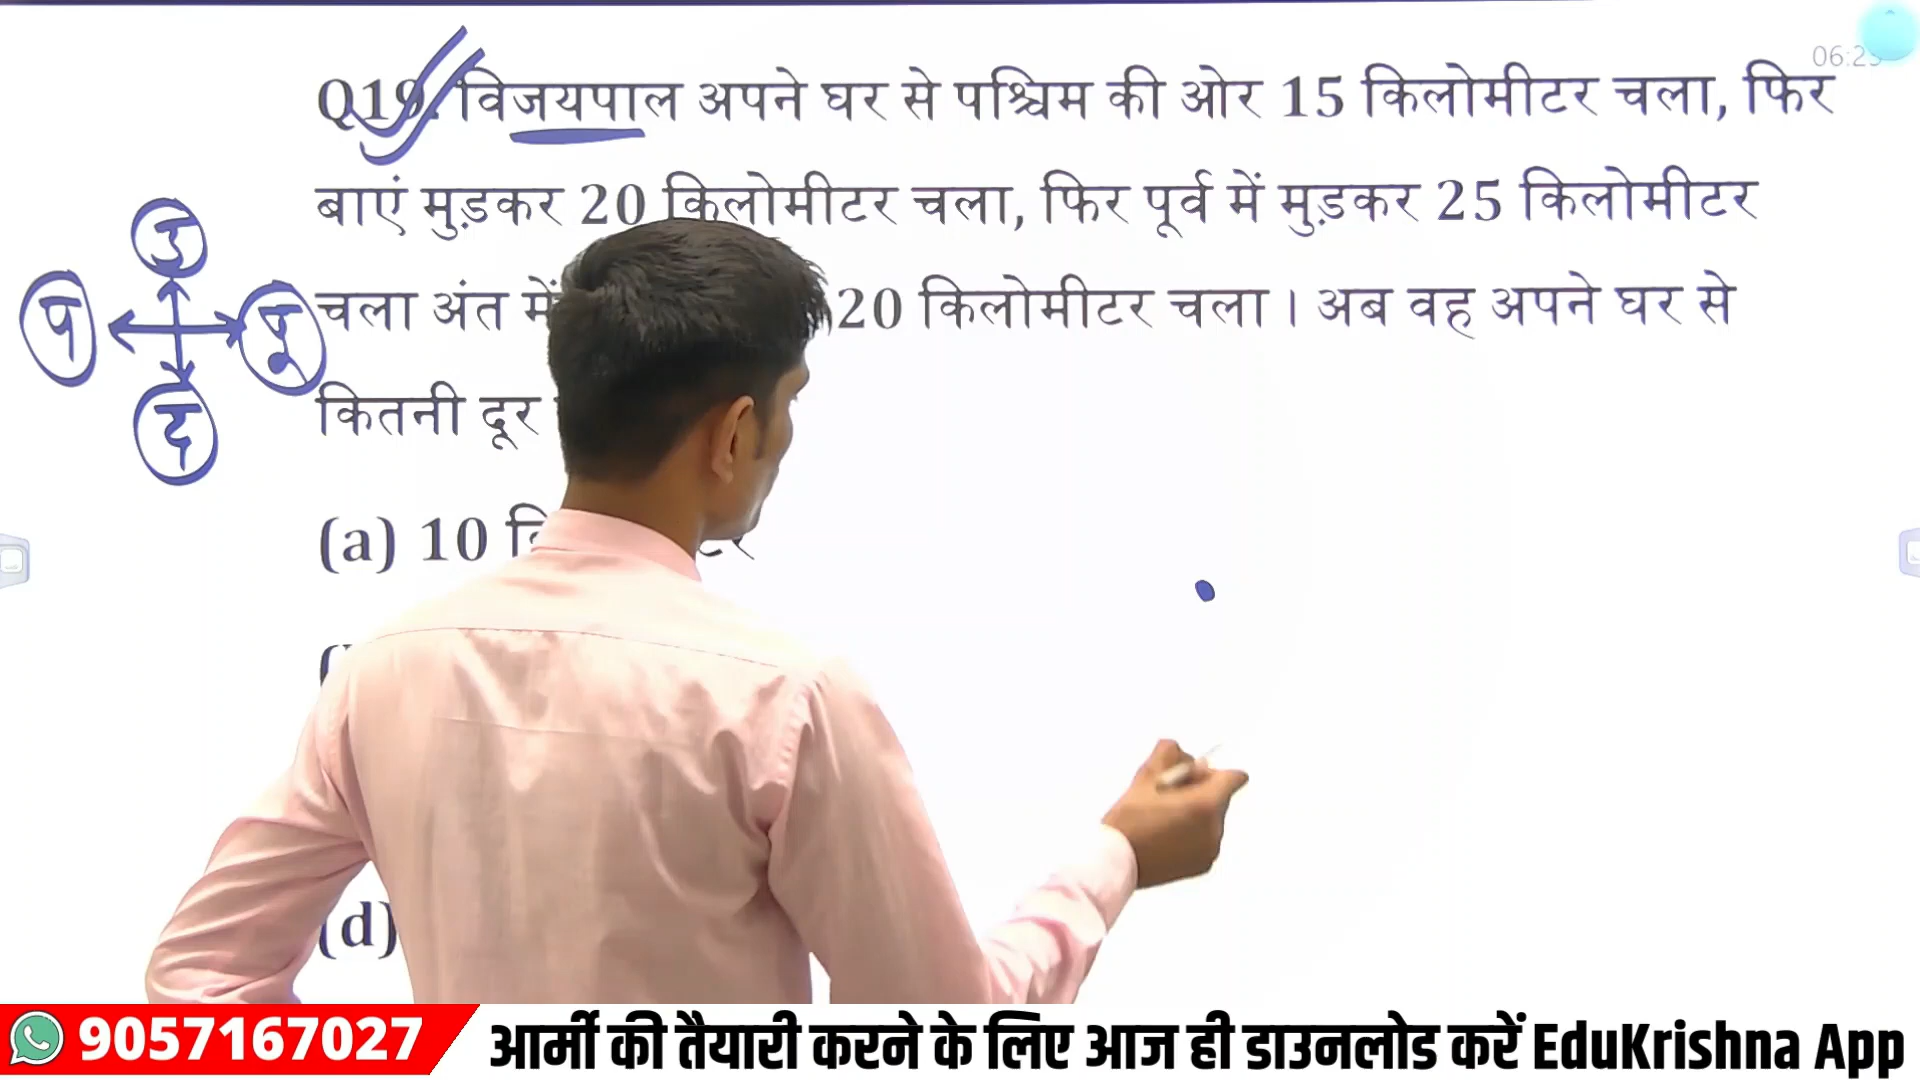 06:2
Q19. विजयपाल अपने घर से पश्चिम की ओर 15 किलोमीटर चला, फिर
बाएं मुड़कर 20 किलोमीटर चला, फिर पूर्व में मुड़कर 25 किलोमीटर
चला अंत में 20 किलोमीटर चला । अब वह अपने घर से
कितनी दूर
उ
प पू
द
(a) 10
(d)
9057167027 आर्मी की तैयारी करने के लिए आज ही डाउनलोड करें EduKrishna App